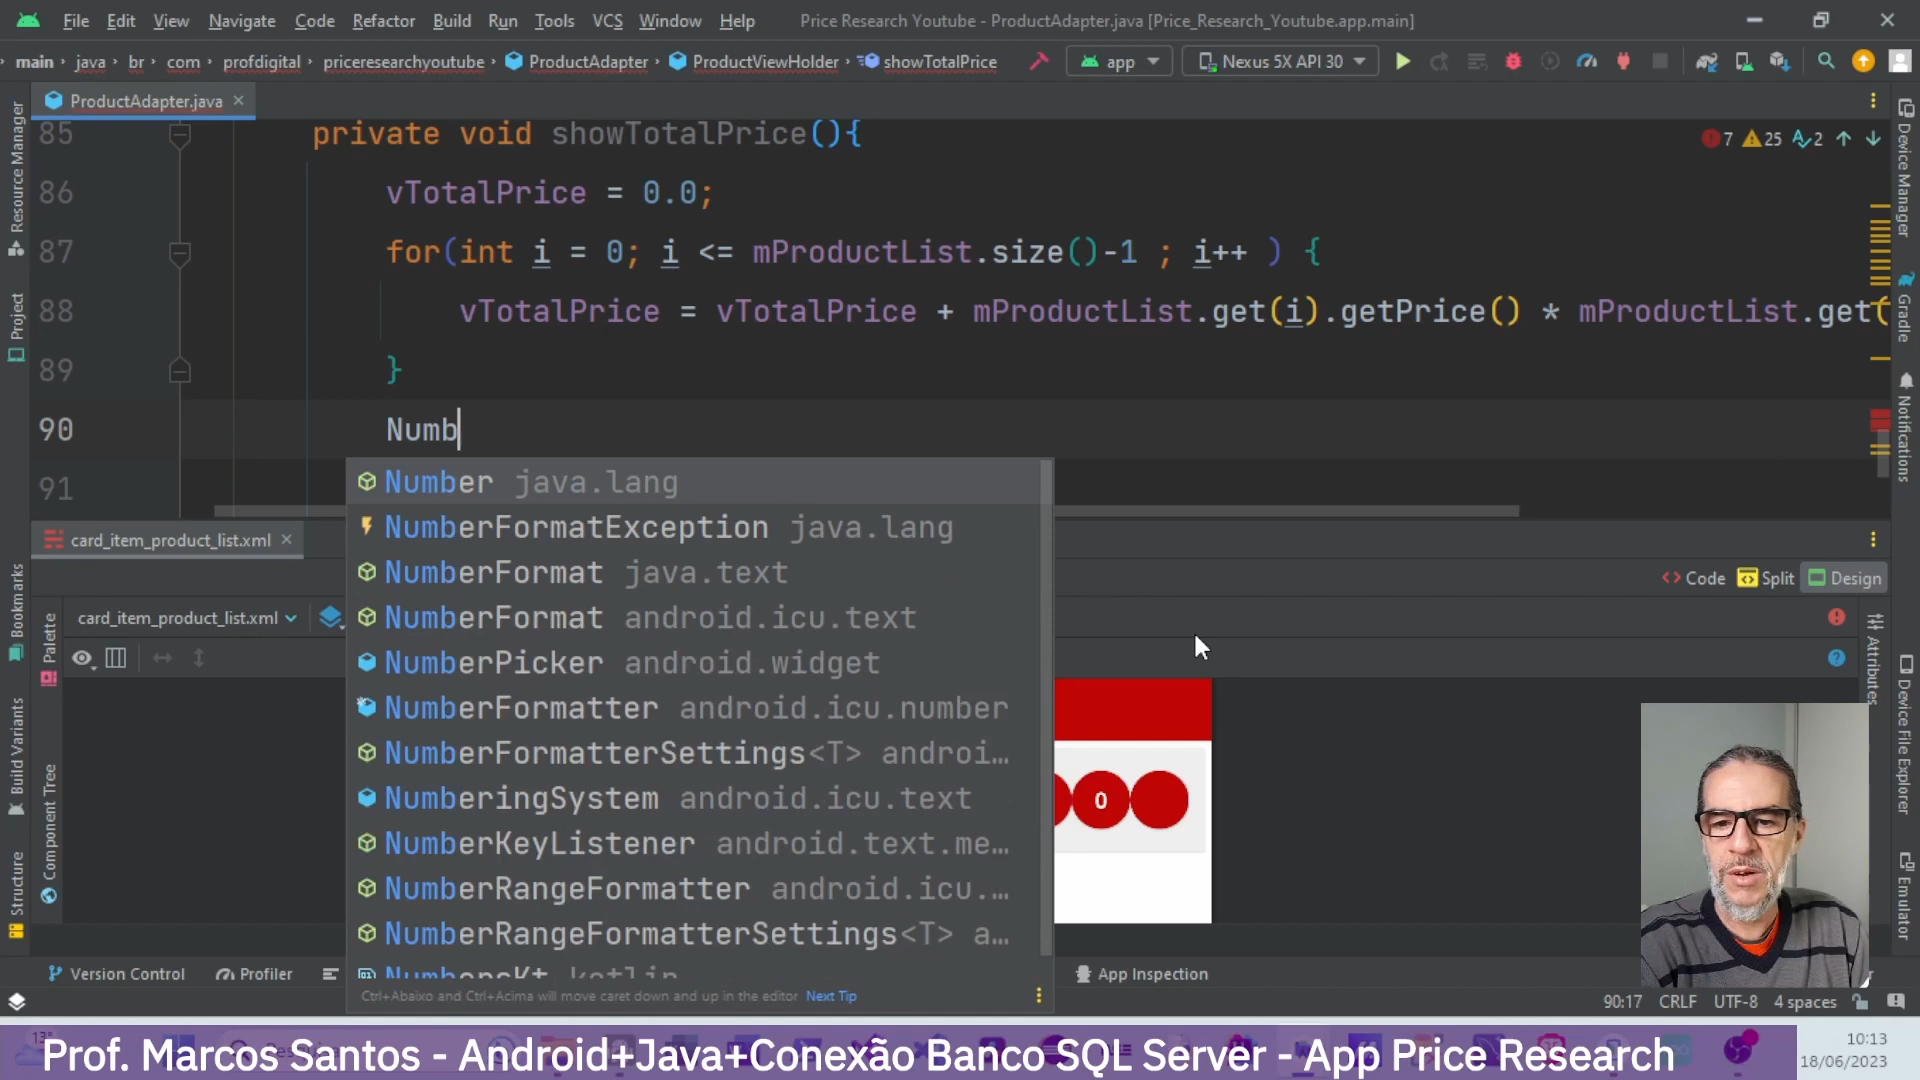 File Edit View Navigate Code Refactor Build Run Tools VCS Window Help Price Research Youtube - ProductAdapter.java [Price_Research_Youtube.app.main]
main java br com profdigital priceresearchyoutube ProductAdapter ProductViewHolder showTotalPrice app Nexus 5X API 30
ProductAdapter.java
85 private void showTotalPrice(){
7 25 2
86 vTotalPrice = 0.0;
87 for(int i = 0; i <= mProductList.size()-1 ; i++ ) {
88 vTotalPrice = vTotalPrice + mProductList.get(i).getPrice() * mProductList.get(
89 }
90 Numb
91
Number java.lang
NumberFormatException java.lang
NumberFormat java.text
NumberFormat android.icu.text
NumberPicker android.widget
NumberFormatter android.icu.number
NumberFormatterSettings<T> androi…
NumberingSystem android.icu.text
NumberKeyListener android.text.me…
NumberRangeFormatter android.icu.…
NumberRangeFormatterSettings<T> a…
NumbersKt kotlin
Ctrl+Abaixo and Ctrl+Acima will move caret down and up in the editor Next Tip
card_item_product_list.xml
Code Split Design
card_item_product_list.xml
0
Resource Manager
Project
Bookmarks
Build Variants
Structure
Palette
Component Tree
Device Manager
Gradle
Notifications
Attributes
Device File Explorer
Emulator
Version Control Profiler App Inspection
90:17 CRLF UTF-8 4 spaces
Prof. Marcos Santos - Android+Java+Conexão Banco SQL Server - App Price Research
10:13
18/06/2023